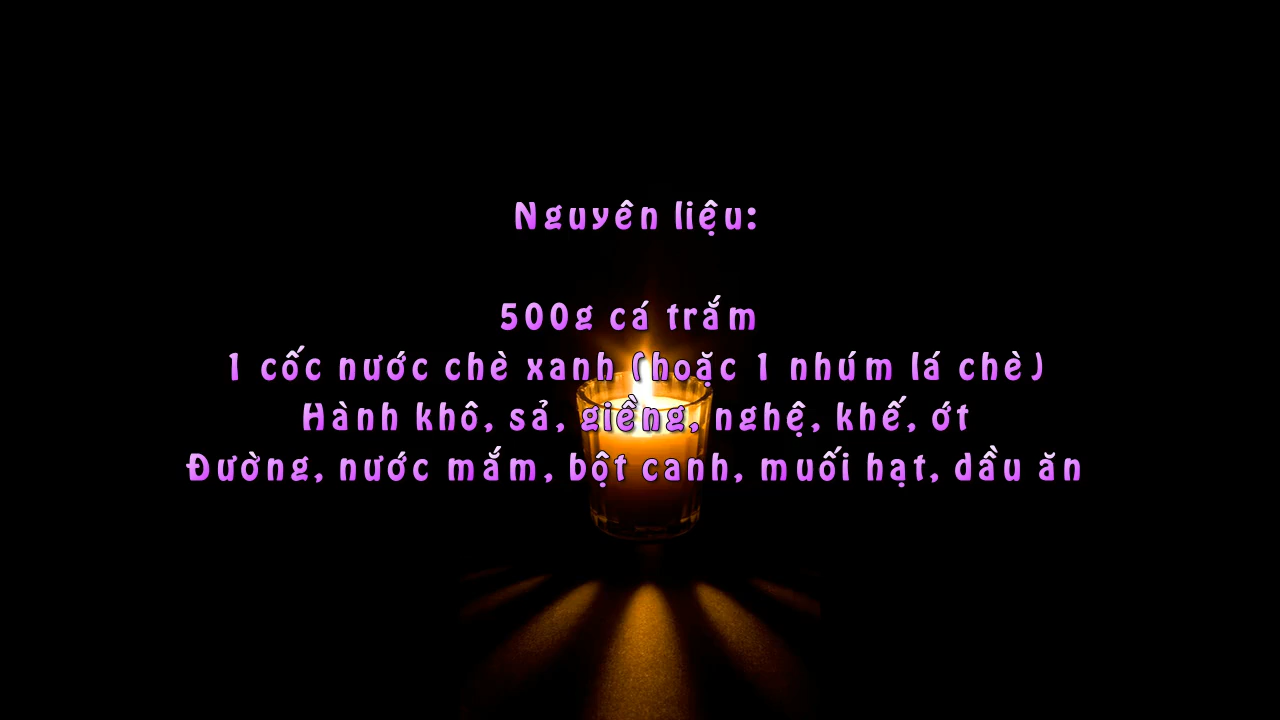 Nguyên liệu:
500g cá trắm
1 cốc nước chè xanh (hoặc 1 nhúm lá chè)
Hành khô, sả, giềng, nghệ, khế, ớt
Đường, nước mắm, bột canh, muối hạt, dầu ăn